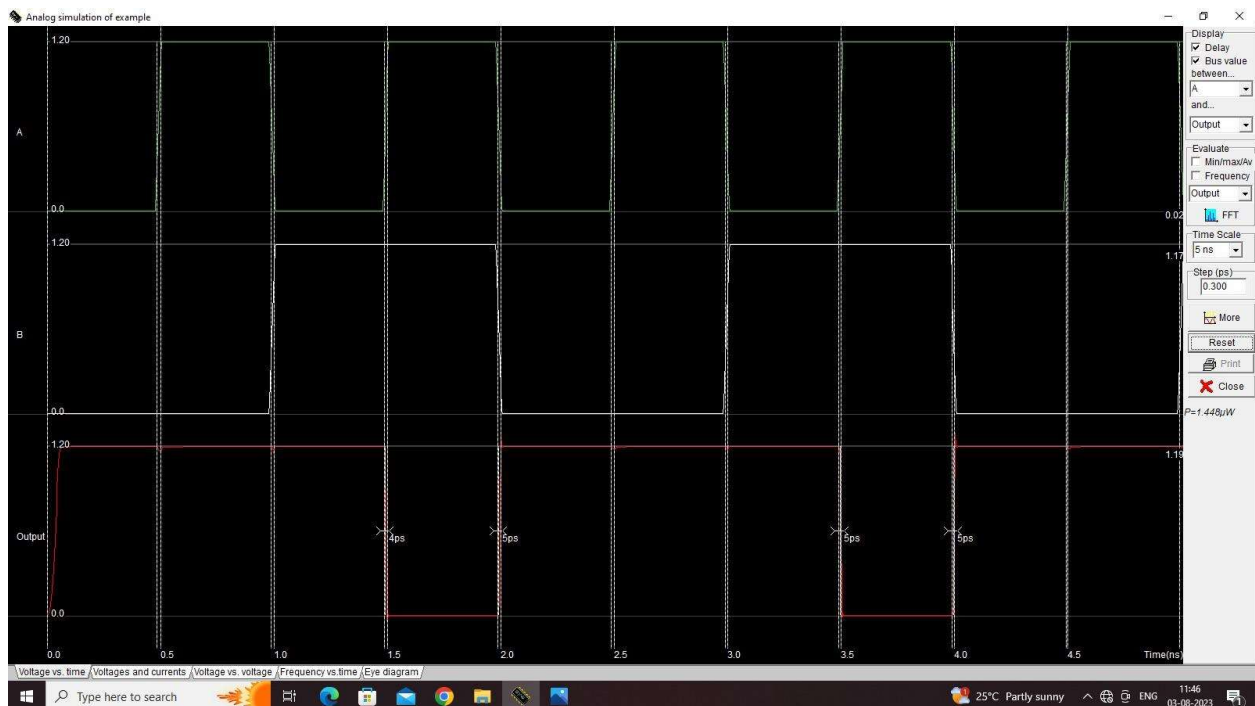 Analog simulation of example
1.20
A
0.0
0.02
1.20
1.17
B
0.0
1.20
1.19
Output
4ps
5ps
5ps
5ps
0.0
0.0 0.5 1.0 1.5 2.0 2.5 3.0 3.5 4.0 4.5 Time(ns)
Display
Delay
Bus value
between...
A
and...
Output
Evaluate
Min/max/Av
Frequency
Output
FFT
Time Scale
5 ns
Step (ps)
0.300
More
Reset
Print
Close
P=1.448µW
Voltage vs. time Voltages and currents Voltage vs. voltage Frequency vs.time Eye diagram
Type here to search
25°C Partly sunny
ENG
11:46
03-08-2023